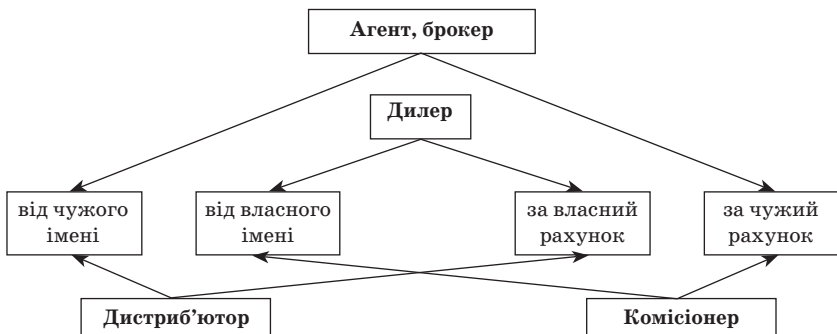 Агент, брокер
Дилер
від чужого
імені
від власного
імені
за власний
рахунок
за чужий
рахунок
Дистриб’ютор
Комісіонер